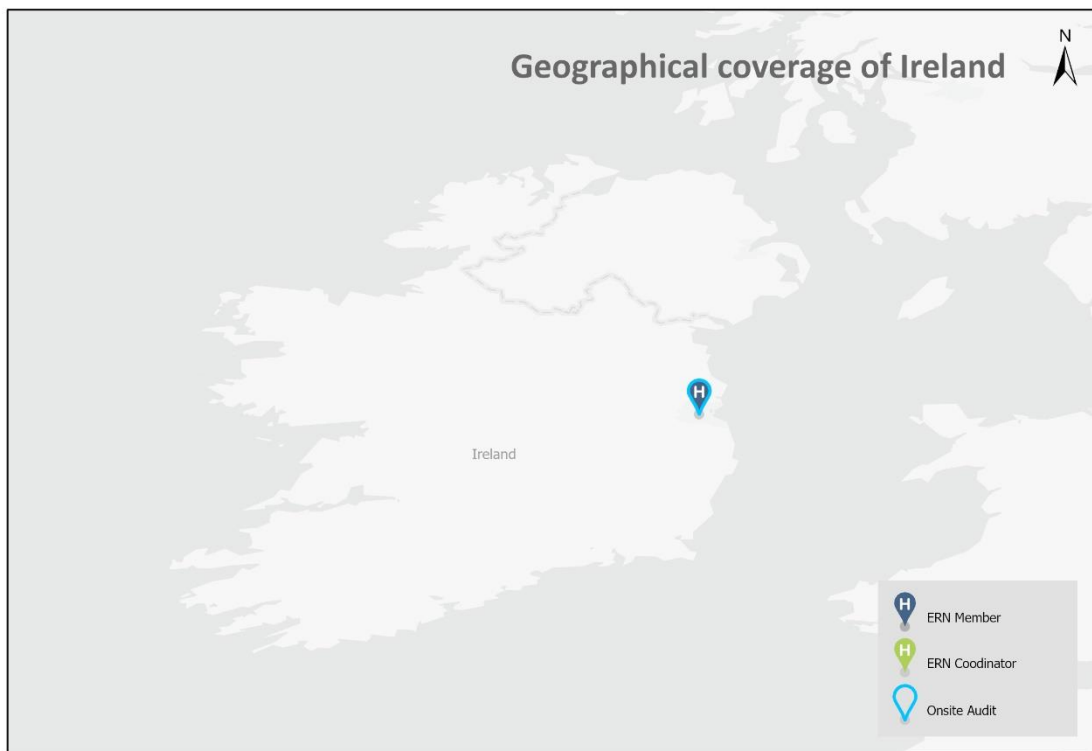 Geographical coverage of Ireland
N
H
Ireland
H
ERN Member
H
ERN Coodinator
Onsite Audit